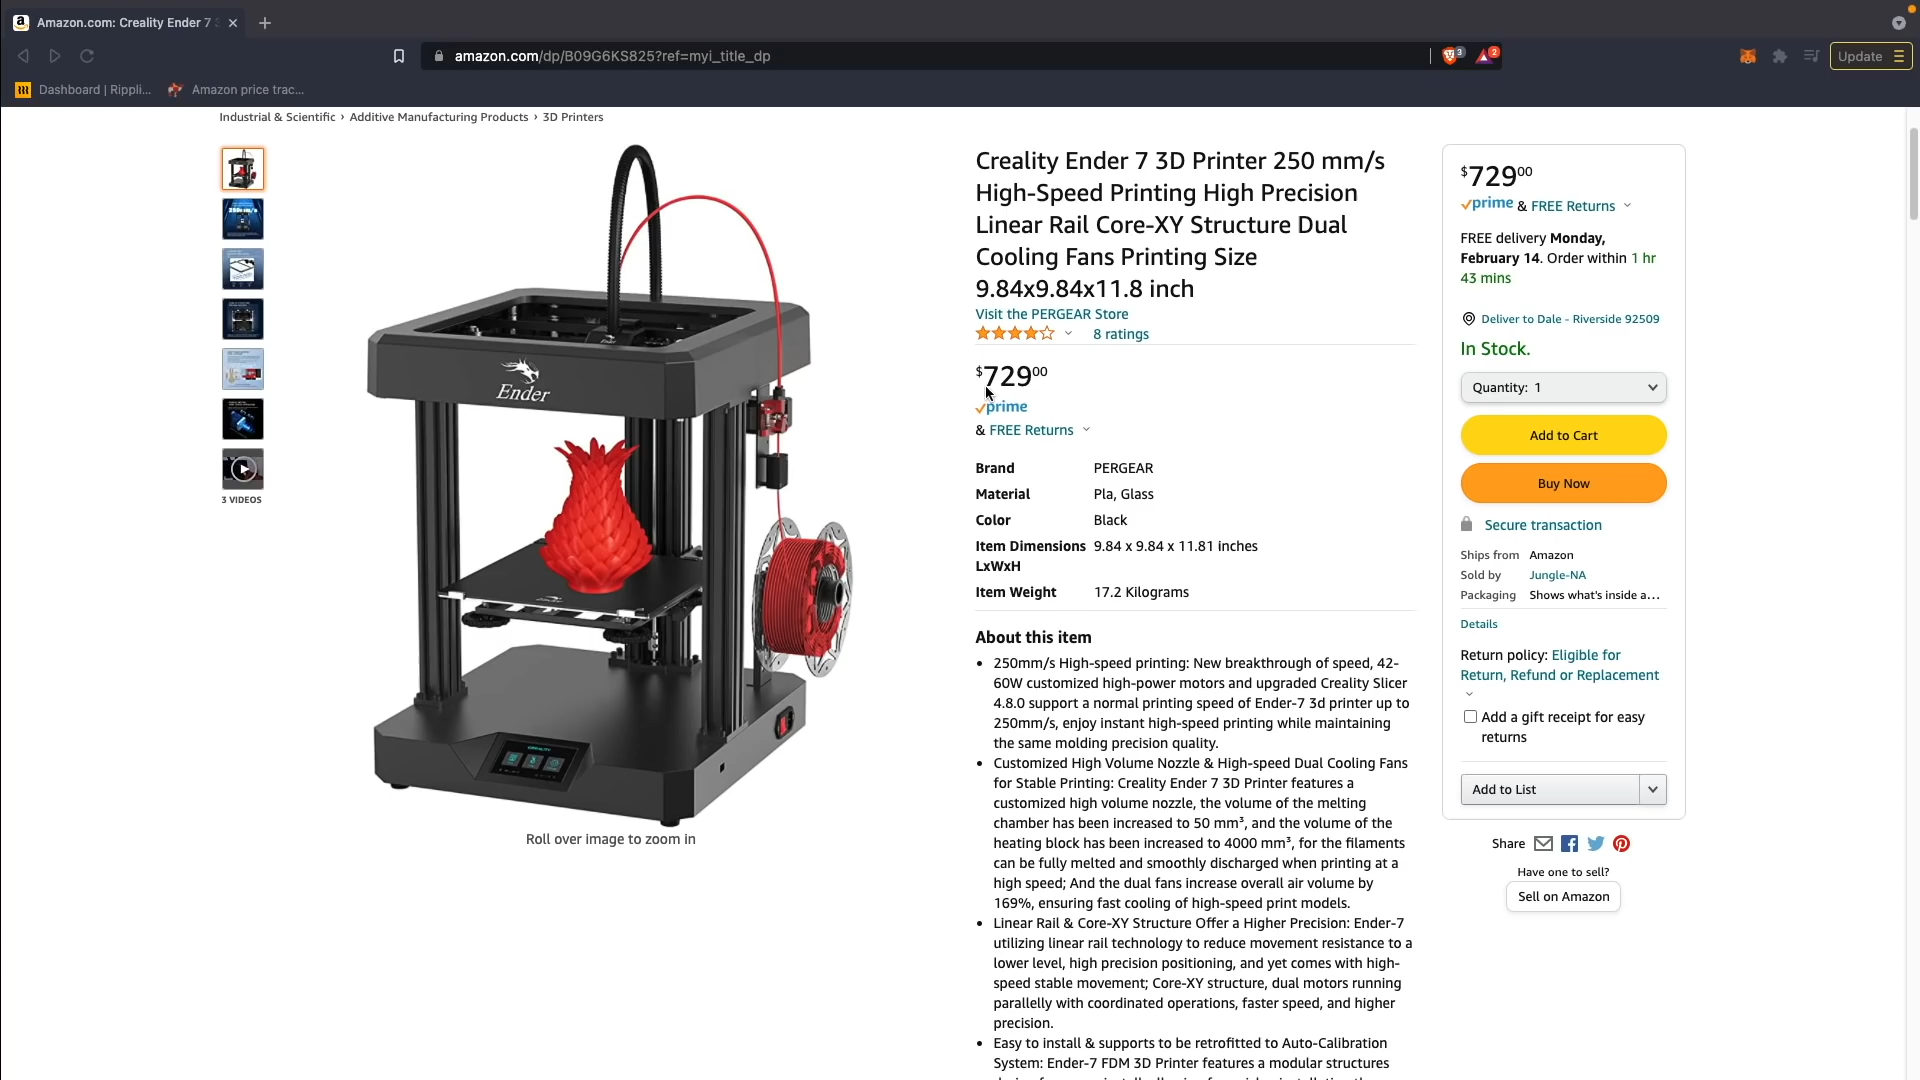 Amazon.com: Creality Ender 7 3
amazon.com/dp/B09G6KS825?ref=myi_title_dp
3
2
Update
Dashboard | Rippli...
Amazon price trac...
Industrial & Scientific › Additive Manufacturing Products › 3D Printers
3 VIDEOS
Ender
CREALITY
Roll over image to zoom in
Creality Ender 7 3D Printer 250 mm/s
High-Speed Printing High Precision
Linear Rail Core-XY Structure Dual
Cooling Fans Printing Size
9.84x9.84x11.8 inch
Visit the PERGEAR Store
8 ratings
$729 00
prime
& FREE Returns
Brand PERGEAR
Material Pla, Glass
Color Black
Item Dimensions 9.84 x 9.84 x 11.81 inches
LxWxH
Item Weight 17.2 Kilograms
About this item
• 250mm/s High-speed printing: New breakthrough of speed, 42-
60W customized high-power motors and upgraded Creality Slicer
4.8.0 support a normal printing speed of Ender-7 3d printer up to
250mm/s, enjoy instant high-speed printing while maintaining
the same molding precision quality.
• Customized High Volume Nozzle & High-speed Dual Cooling Fans
for Stable Printing: Creality Ender 7 3D Printer features a
customized high volume nozzle, the volume of the melting
chamber has been increased to 50 mm³, and the volume of the
heating block has been increased to 4000 mm³, for the filaments
can be fully melted and smoothly discharged when printing at a
high speed; And the dual fans increase overall air volume by
169%, ensuring fast cooling of high-speed print models.
• Linear Rail & Core-XY Structure Offer a Higher Precision: Ender-7
utilizing linear rail technology to reduce movement resistance to a
lower level, high precision positioning, and yet comes with high-
speed stable movement; Core-XY structure, dual motors running
parallelly with coordinated operations, faster speed, and higher
precision.
• Easy to install & supports to be retrofitted to Auto-Calibration
System: Ender-7 FDM 3D Printer features a modular structures
$729 00
prime & FREE Returns
FREE delivery Monday,
February 14. Order within 1 hr
43 mins
Deliver to Dale - Riverside 92509
In Stock.
Quantity: 1
Add to Cart
Buy Now
Secure transaction
Ships from Amazon
Sold by Jungle-NA
Packaging Shows what's inside a...
Details
Return policy: Eligible for
Return, Refund or Replacement
Add a gift receipt for easy
returns
Add to List
Share
Have one to sell?
Sell on Amazon